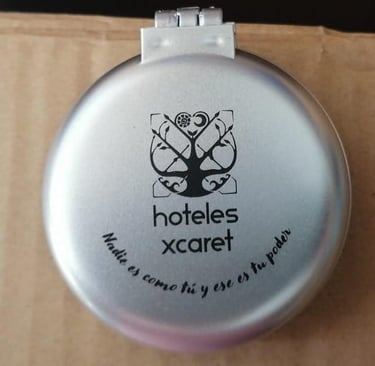 hoteles
xcaret
Nadie es como tú y ese es tu poder